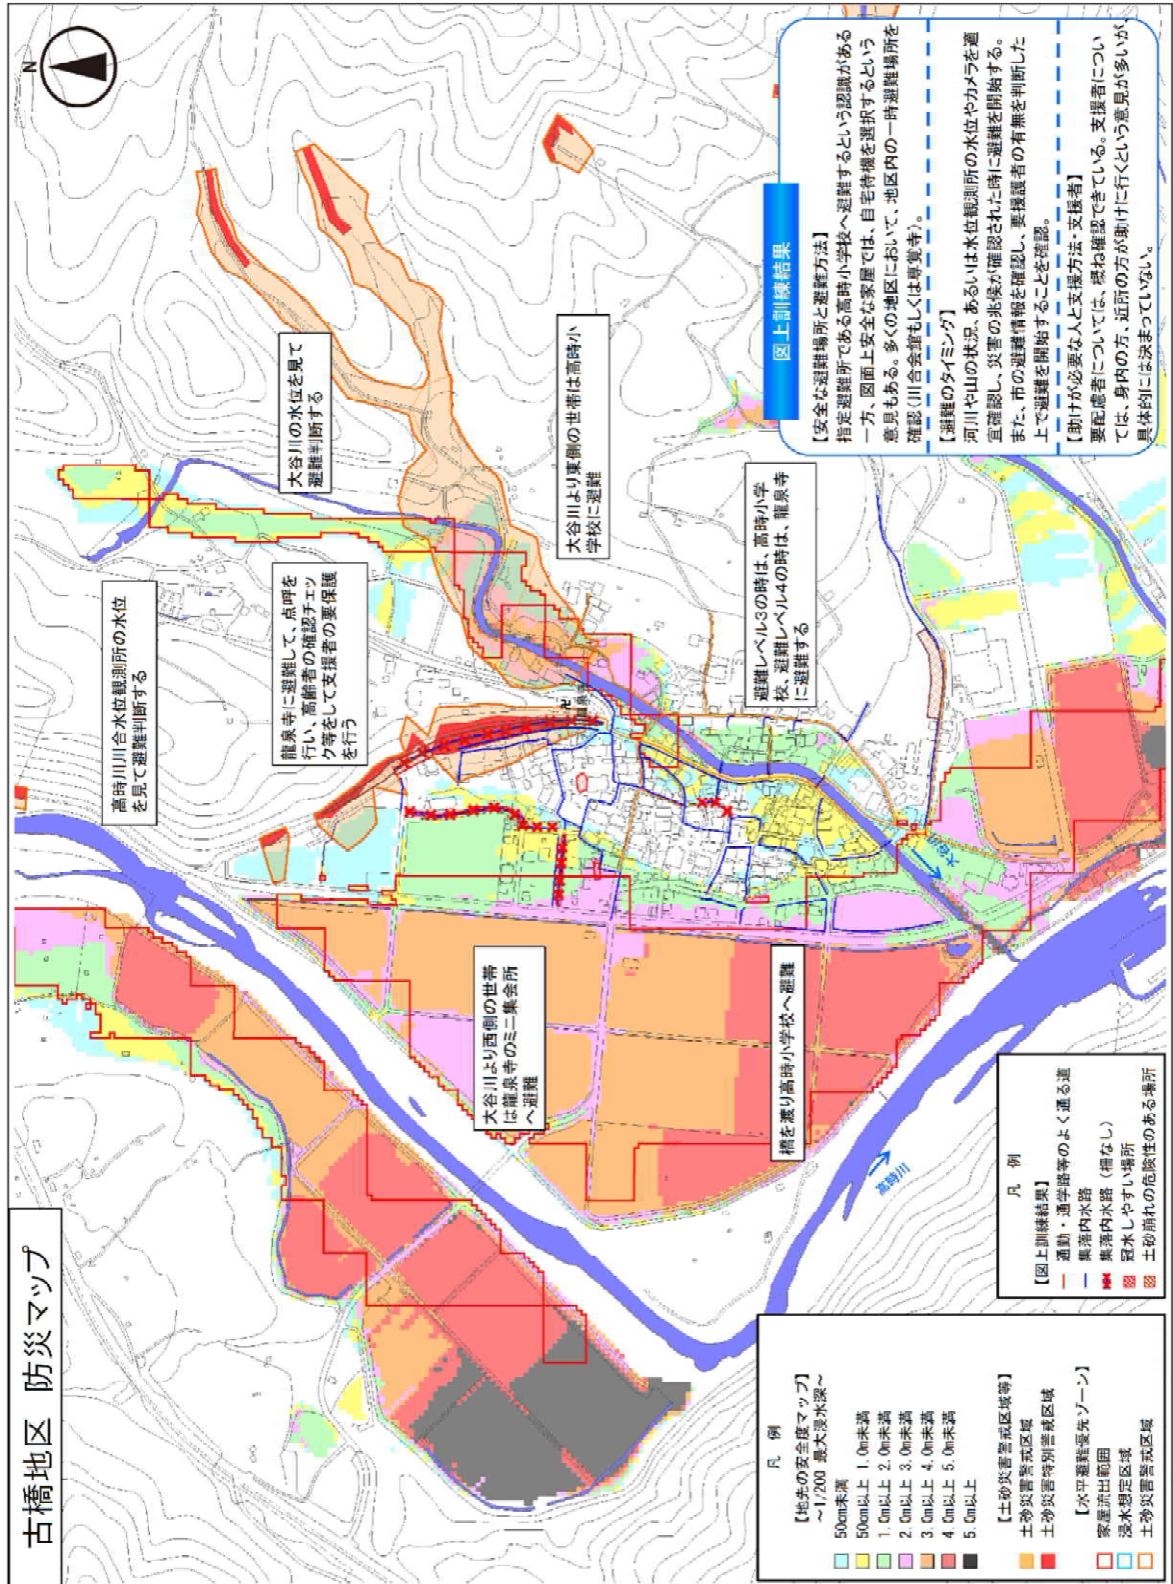 古橋地区 防災マップ
N
高時川川合水位観測所の水位
を見て避難判断する
大谷川の水位を見て
避難判断する
龍泉寺に避難して、点呼を
行い、高齢者の確認チェッ
ク等をして支援者の要保護
を行う
大谷川より東側の世帯は高時小
学校に避難
避難レベル3の時は、高時小学
校、避難レベル4の時は、龍泉寺
に避難する
大谷川より西側の世帯
は龍泉寺のミニ集会所
へ避難
橋を渡り高時小学校へ避難
大谷川
高時川
図上訓練結果
【安全な避難場所と避難方法】
指定避難所である高時小学校へ避難するという認識がある
一方、図面上安全な家屋では、自宅待機を選択するという
意見もある。多くの地区において、地区内の一時避難場所を
確認(川合会館もしくは専覚寺)。
【避難のタイミング】
河川や山の状況、あるいは水位観測所の水位やカメラを適
宜確認し、災害の兆候が確認された時に避難を開始する。
また、市の避難情報を確認し、要援護者の有無を判断した
上で避難を開始することを確認。
【助けが必要な人と支援方法・支援者】
要配慮者については、概ね確認できている。支援者につい
ては、身内の方、近所の方が助けに行くという意見が多いが、
具体的には決まっていない。
凡 例
【地先の安全度マップ】
～1/200 最大浸水深～
50cm未満
50cm以上 1.0m未満
1.0m以上 2.0m未満
2.0m以上 3.0m未満
3.0m以上 4.0m未満
4.0m以上 5.0m未満
5.0m以上
【土砂災害警戒区域等】
土砂災害警戒区域
土砂災害特別警戒区域
【水平避難優先ゾーン】
家屋流出範囲
浸水想定区域
土砂災害警戒区域
凡 例
【図上訓練結果】
通勤・通学路等のよく通る道
集落内水路
集落内水路(柵なし)
冠水しやすい場所
土砂崩れの危険性のある場所